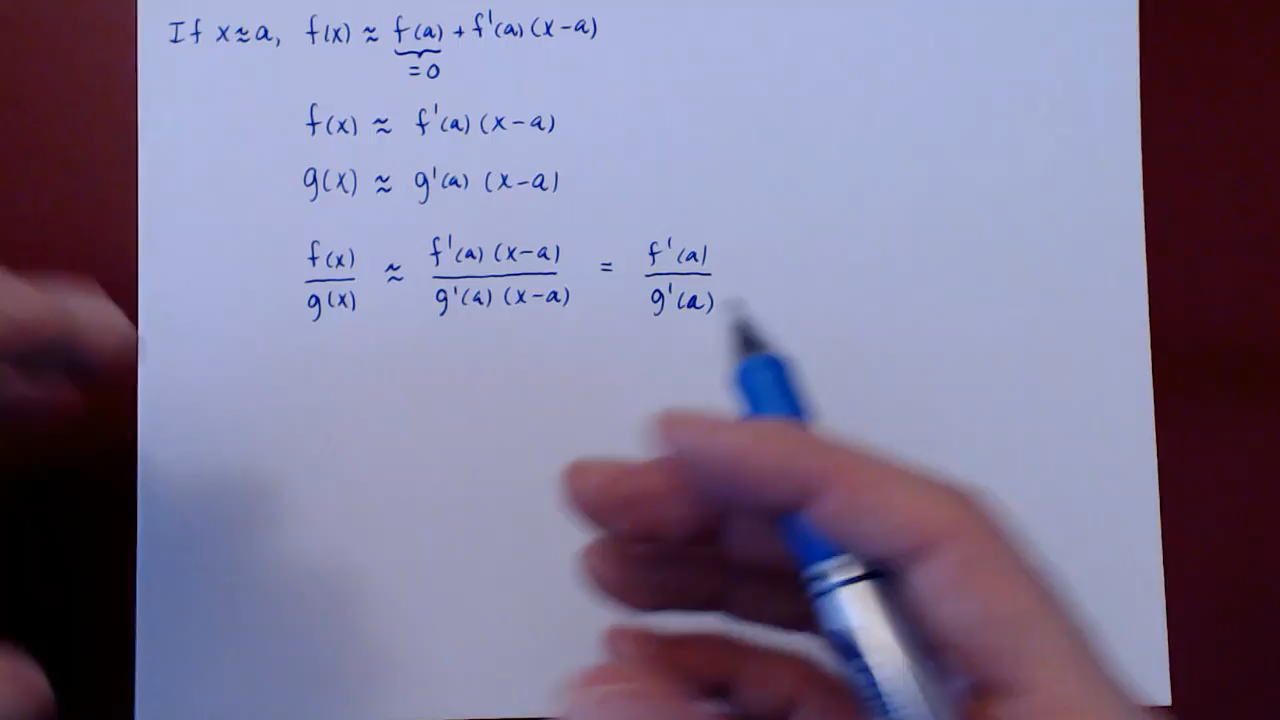 If x≈a, f(x) ≈ f(a) + f'(a)(x-a)
= 0
f(x) ≈ f'(a)(x-a)
g(x) ≈ g'(a) (x-a)
f(x)/g(x) ≈ f'(a)(x-a)/g'(a)(x-a) = f'(a)/g'(a)